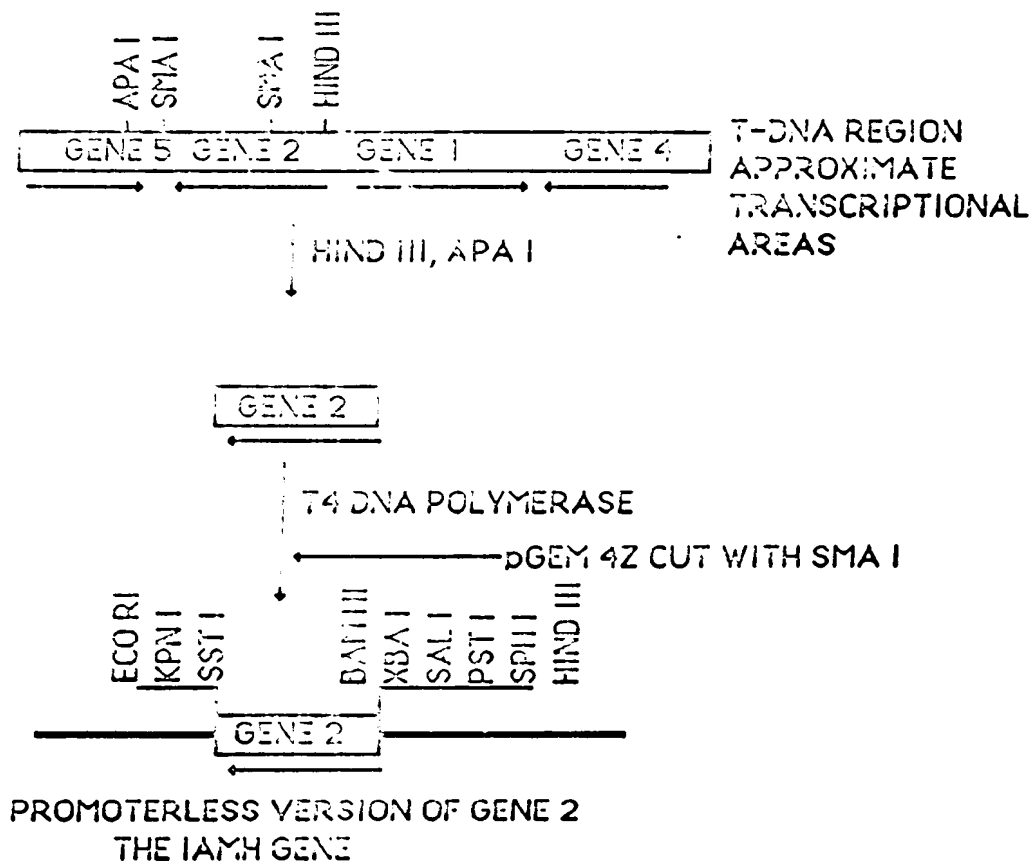 APA I
SMA I
SMA I
HIND III
GENE 5
GENE 2
GENE 1
GENE 4
T-DNA REGION
APPROXIMATE
TRANSCRIPTIONAL
AREAS
HIND III, APA I
GENE 2
T4 DNA POLYMERASE
pGEM 4Z CUT WITH SMA I
ECO RI
KPN I
SST I
BAM HI
XBA I
SAL I
PST I
SPH I
HIND III
GENE 2
PROMOTERLESS VERSION OF GENE 2
THE IAMH GENE